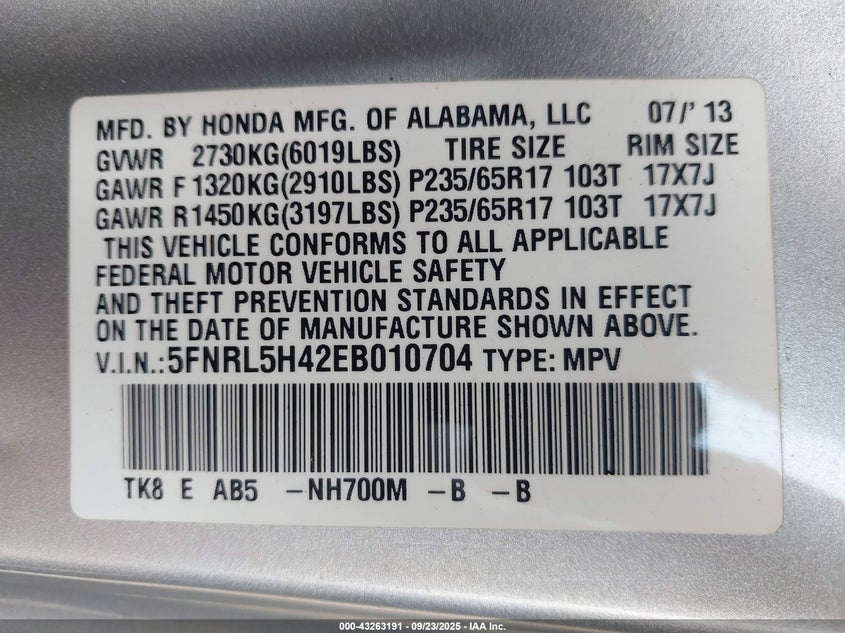 MFD. BY HONDA MFG. OF ALABAMA, LLC 07/' 13
GVWR 2730KG(6019LBS) TIRE SIZE RIM SIZE
GAWR F 1320KG(2910LBS) P235/65R17 103T 17X7J
GAWR R1450KG(3197LBS) P235/65R17 103T 17X7J
THIS VEHICLE CONFORMS TO ALL APPLICABLE
FEDERAL MOTOR VEHICLE SAFETY
AND THEFT PREVENTION STANDARDS IN EFFECT
ON THE DATE OF MANUFACTURE SHOWN ABOVE.
V.I.N.:5FNRL5H42EB010704 TYPE: MPV
TK8 E AB5 -NH700M -B -B
000-43263191 - 09/23/2025 - IAA Inc.